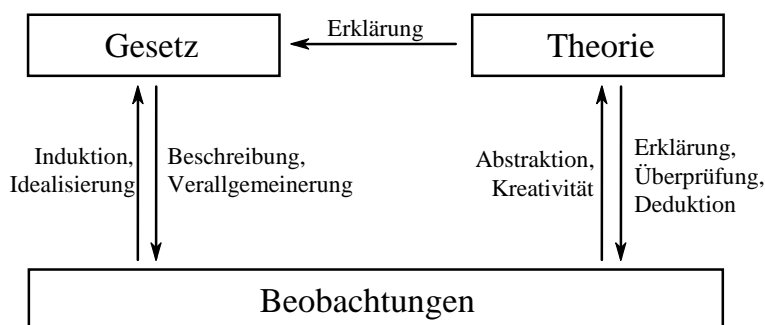 Erklärung
Gesetz
Theorie
Induktion,
Idealisierung
Beschreibung,
Verallgemeinerung
Abstraktion,
Kreativität
Erklärung,
Überprüfung,
Deduktion
Beobachtungen